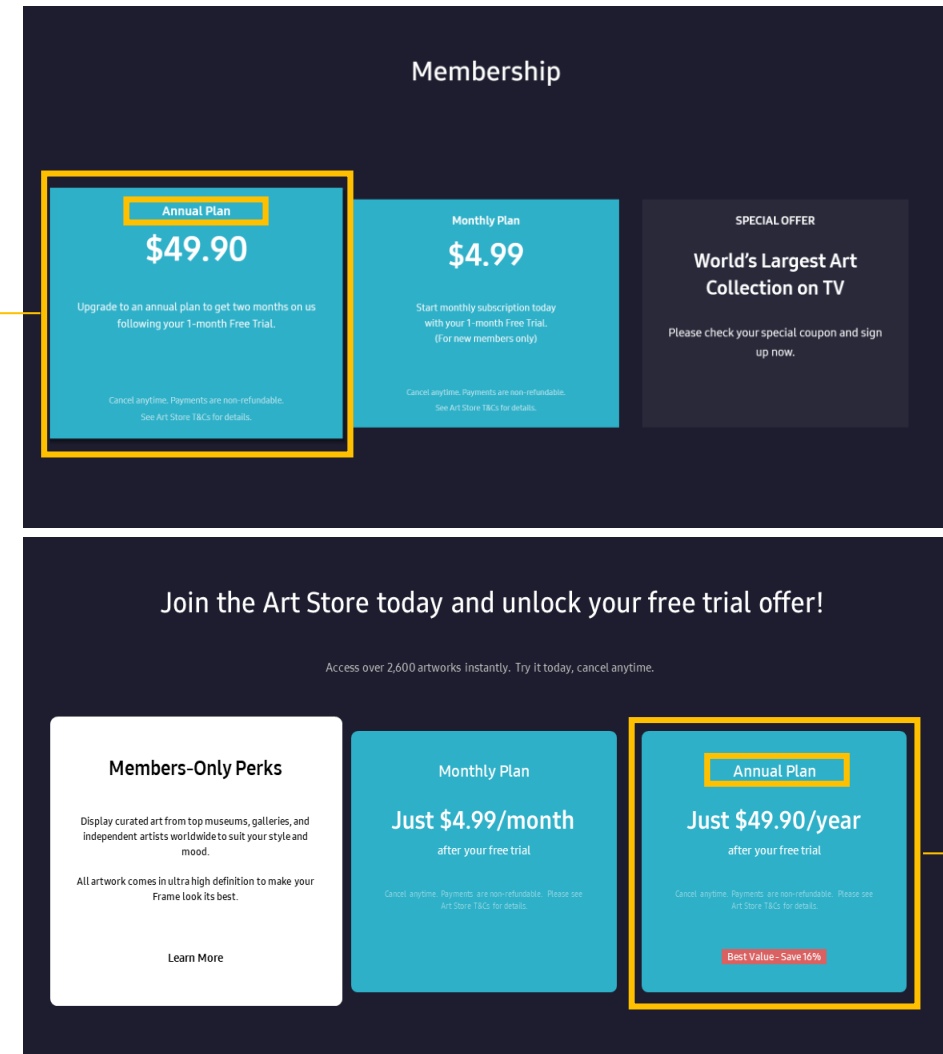 Membership
Annual Plan
$49.90
Upgrade to an annual plan to get two months on us
following your 1-month Free Trial.
Cancel anytime. Payments are non-refundable.
See Art Store T&Cs for details.
Monthly Plan
$4.99
Start monthly subscription today
with your 1-month Free Trial.
(For new members only)
Cancel anytime. Payments are non-refundable.
See Art Store T&Cs for details.
SPECIAL OFFER
World's Largest Art
Collection on TV
Please check your special coupon and sign
up now.
Join the Art Store today and unlock your free trial offer!
Access over 2,600 artworks instantly. Try it today, cancel anytime.
Members-Only Perks
Display curated art from top museums, galleries, and
independent artists worldwide to suit your style and
mood.
All artwork comes in ultra high definition to make your
Frame look its best.
Learn More
Monthly Plan
Just $4.99/month
after your free trial
Cancel anytime. Payments are non-refundable. Please see
Art Store T&Cs for details.
Annual Plan
Just $49.90/year
after your free trial
Cancel anytime. Payments are non-refundable. Please see
Art Store T&Cs for details.
Best Value - Save 16%